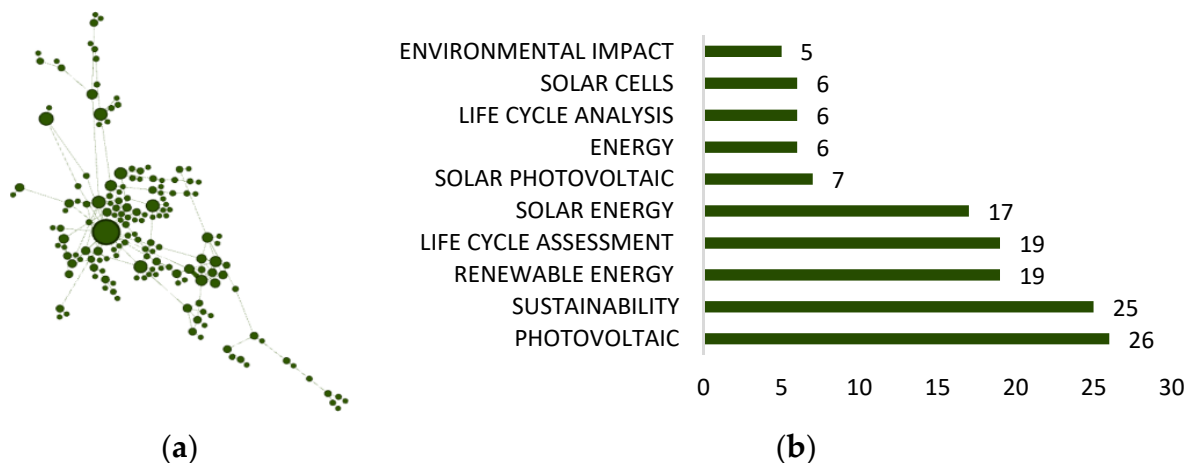 ENVIRONMENTAL IMPACT 5
SOLAR CELLS 6
LIFE CYCLE ANALYSIS 6
ENERGY 6
SOLAR PHOTOVOLTAIC 7
SOLAR ENERGY 17
LIFE CYCLE ASSESSMENT 19
RENEWABLE ENERGY 19
SUSTAINABILITY 25
PHOTOVOLTAIC 26
0 5 10 15 20 25 30
(a) (b)